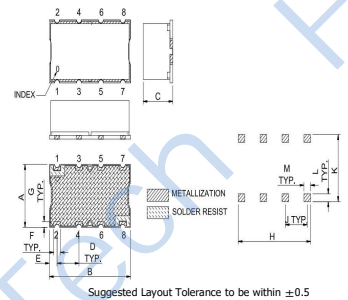 2 4 6 8
C
INDEX
1 3 5 7
1 3 5 7
A
G
TYP.
METALLIZATION
SOLDER RESIST
2 4 6 8
F
TYP.
D
E
TYP.
B
M
TYP.
L
TYP.
K
J TYP.
H
Suggested Layout Tolerance to be within ±0.5